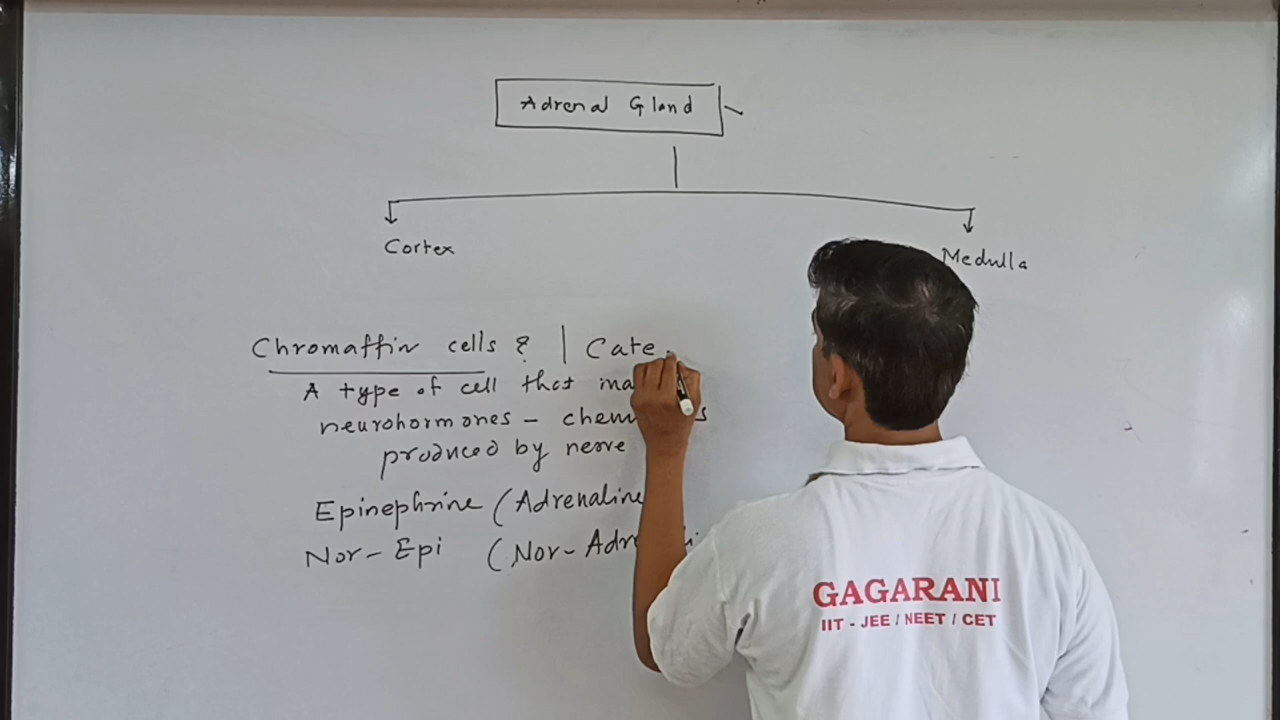 Adrenal Gland
Cortex
Medulla
Chromaffin cells : | Cate
A type of cell that ma
neurohormones - chem s
produced by nerve
Epinephrine (Adrenaline
Nor-Epi (Nor-Adr
GAGARANI
IIT - JEE / NEET / CET